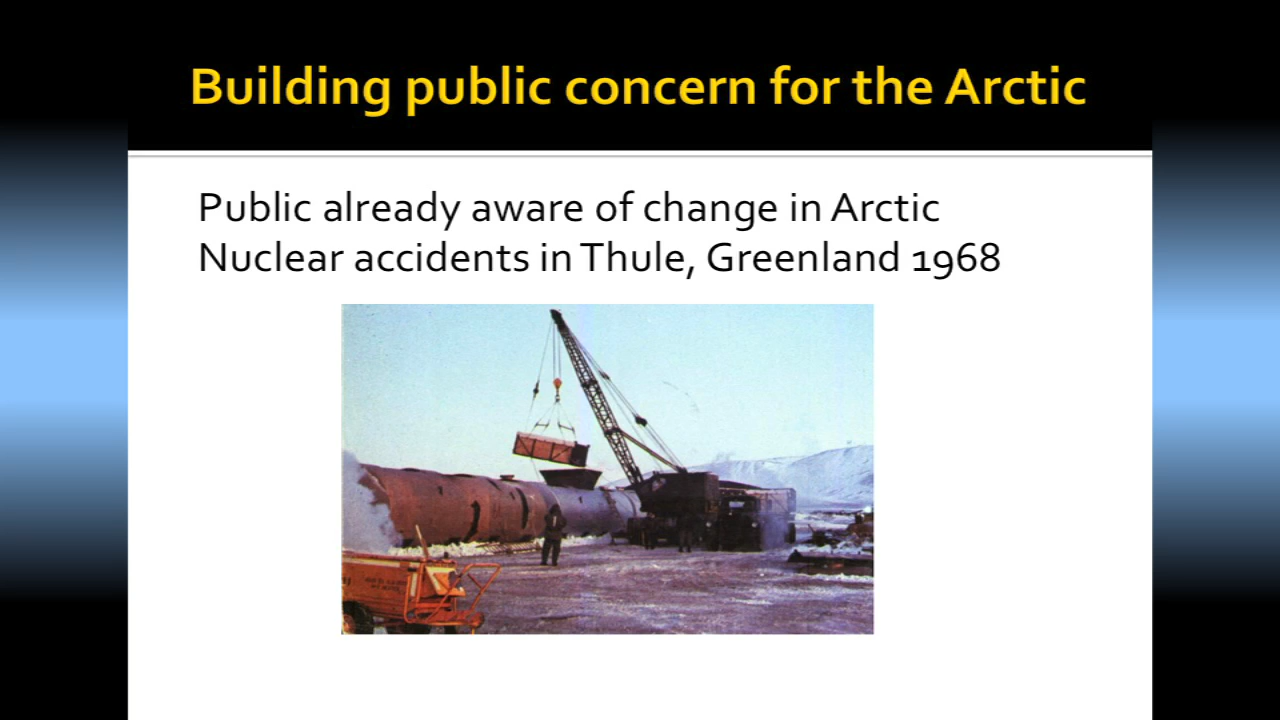 Building public concern for the Arctic
Public already aware of change in Arctic
Nuclear accidents in Thule, Greenland 1968